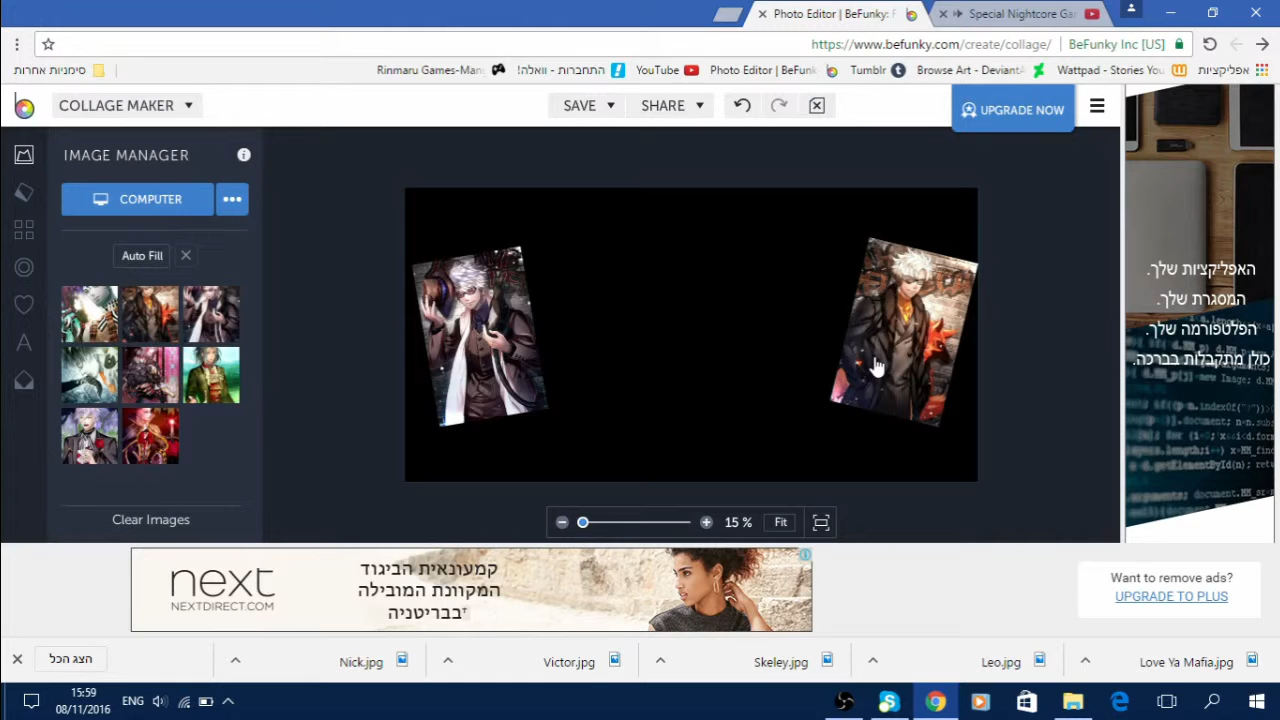 Photo Editor | BeFunky: F
Special Nightcore Ga
https://www.befunky.com/create/collage/
BeFunky Inc [US]
סימניות אחרות
Rinmaru Games-Man
התחברית - וואלה!
YouTube
Photo Editor | BeFunk
Tumblr
Browse Art - Deviant
Wattpad - Stories You
אפליקציות
COLLAGE MAKER
SAVE
SHARE
UPGRADE NOW
IMAGE MANAGER
COMPUTER
Auto Fill
Clear Images
15 %
Fit
האפליקציות שלך.
המסגרת שלך.
הפלטפורמה שלך.
כולן מתקבלות בברכה.
next
NEXTDIRECT.COM
קמעונאית הביגוד
המקוונת המובילה
בבריטניה†
Want to remove ads?
UPGRADE TO PLUS
הצג הכל
Nick.jpg
Victor.jpg
Skeley.jpg
Leo.jpg
Love Ya Mafia.jpg
15:59
08/11/2016
ENG